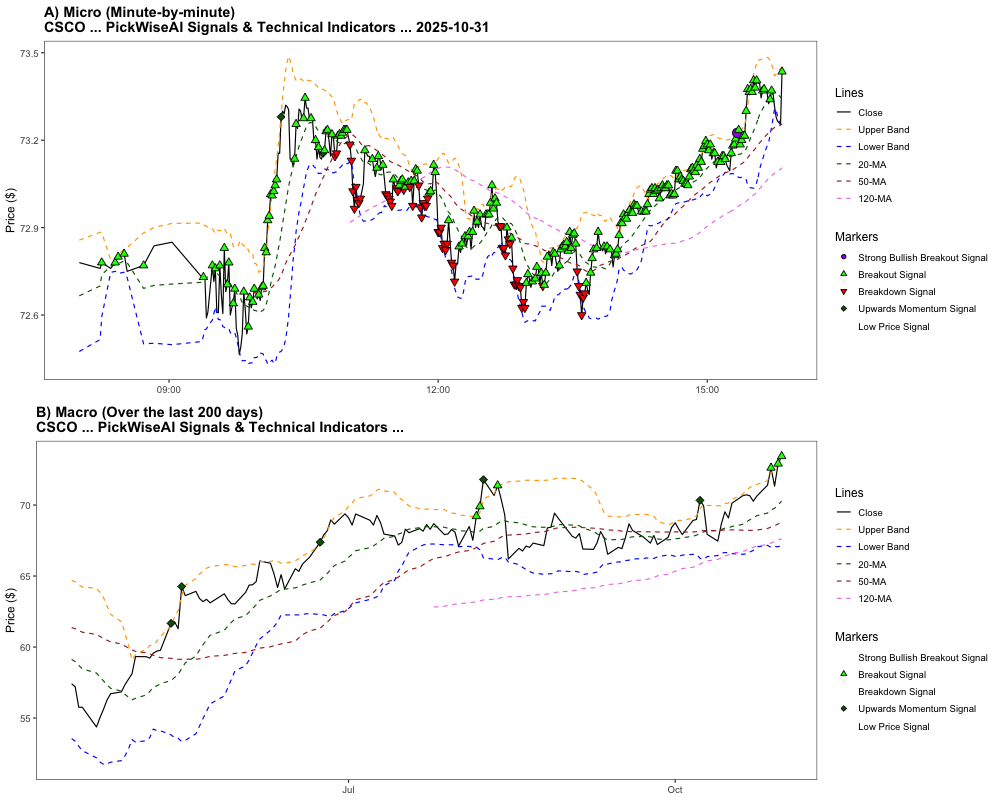 A) Micro (Minute-by-minute)
CSCO ... PickWiseAI Signals & Technical Indicators ... 2025-10-31
Price ($)
73.5
73.2
72.9
72.6
09:00
12:00
15:00
Lines
Close
Upper Band
Lower Band
20-MA
50-MA
120-MA
Markers
Strong Bullish Breakout Signal
Breakout Signal
Breakdown Signal
Upwards Momentum Signal
Low Price Signal
B) Macro (Over the last 200 days)
CSCO ... PickWiseAI Signals & Technical Indicators ...
Price ($)
70
65
60
55
Jul
Oct
Lines
Close
Upper Band
Lower Band
20-MA
50-MA
120-MA
Markers
Strong Bullish Breakout Signal
Breakout Signal
Breakdown Signal
Upwards Momentum Signal
Low Price Signal